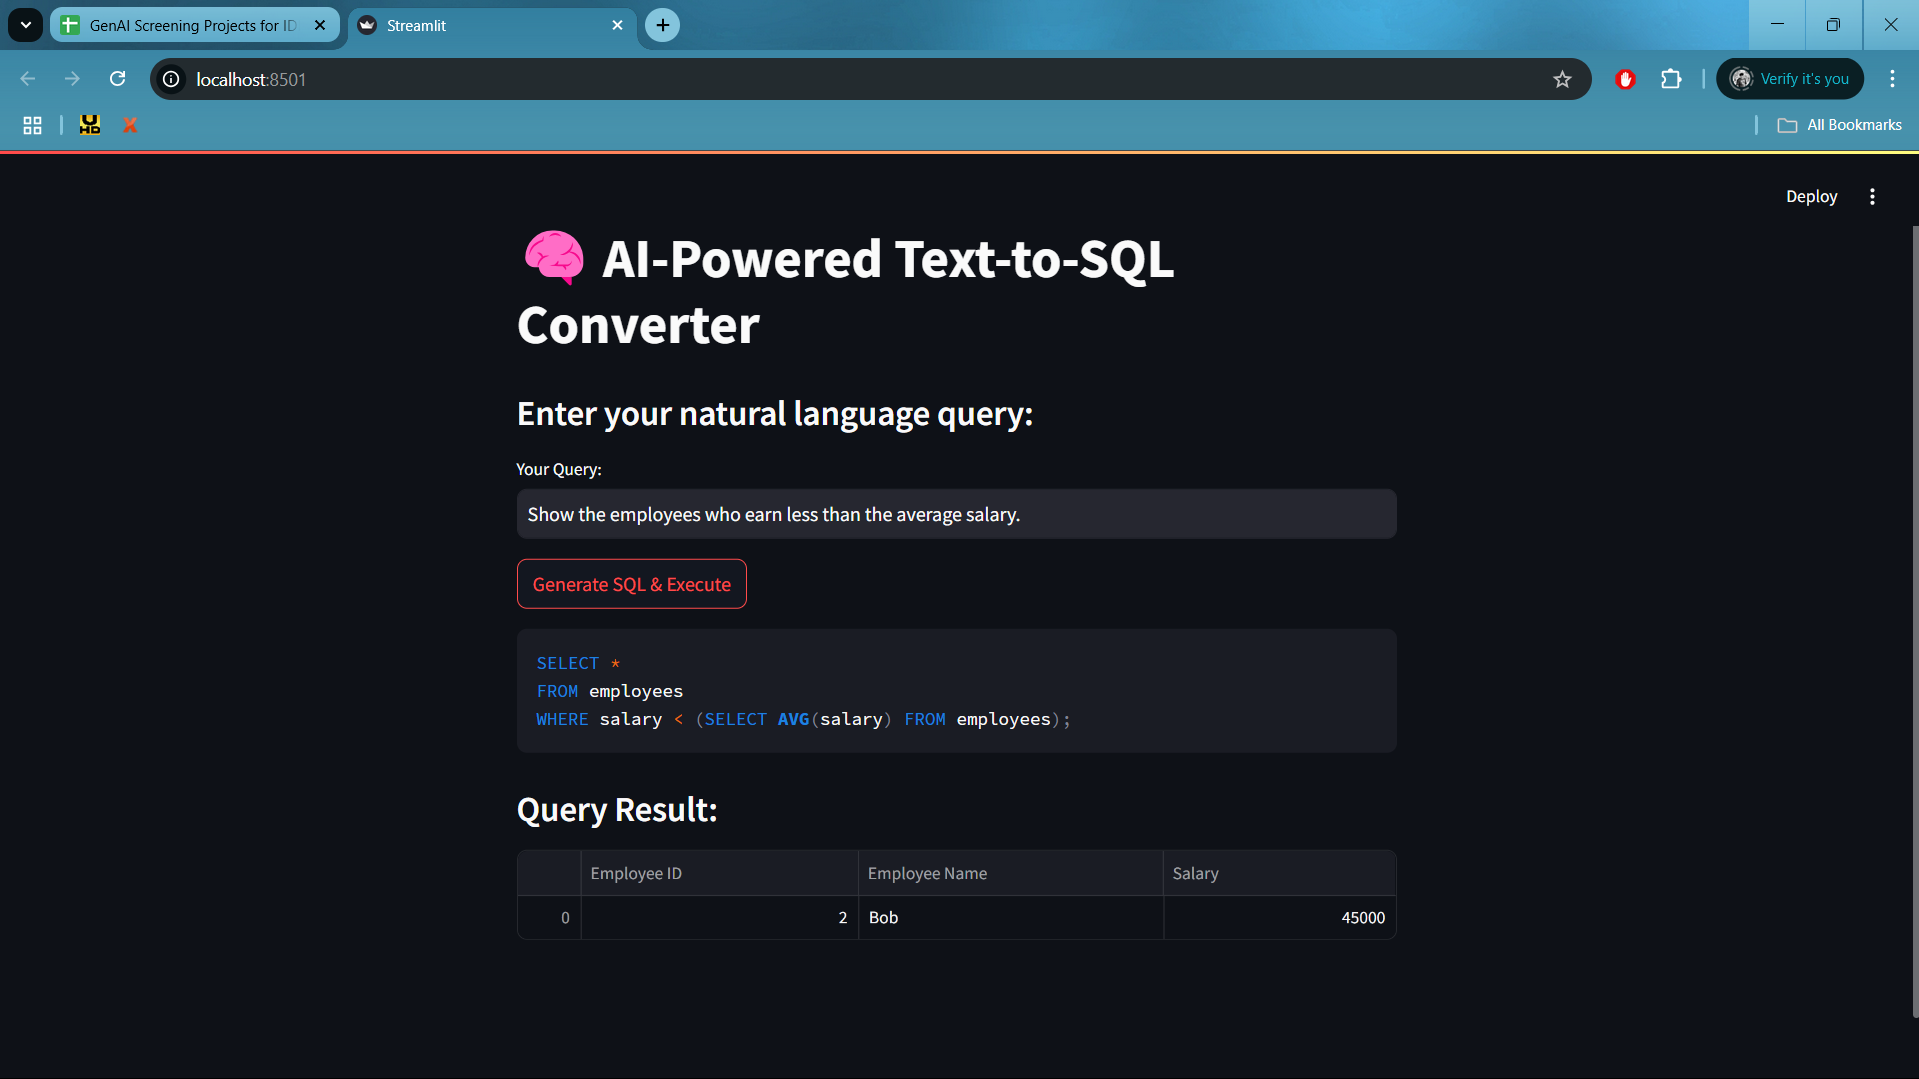 GenAI Screening Projects for ID
Streamlit
localhost:8501
Verify it's you
UHD
All Bookmarks
Deploy
AI-Powered Text-to-SQL
Converter
Enter your natural language query:
Your Query:
Show the employees who earn less than the average salary.
Generate SQL & Execute
SELECT *
FROM employees
WHERE salary < (SELECT AVG(salary) FROM employees);
Query Result:
Employee ID Employee Name Salary
0 2 Bob 45000